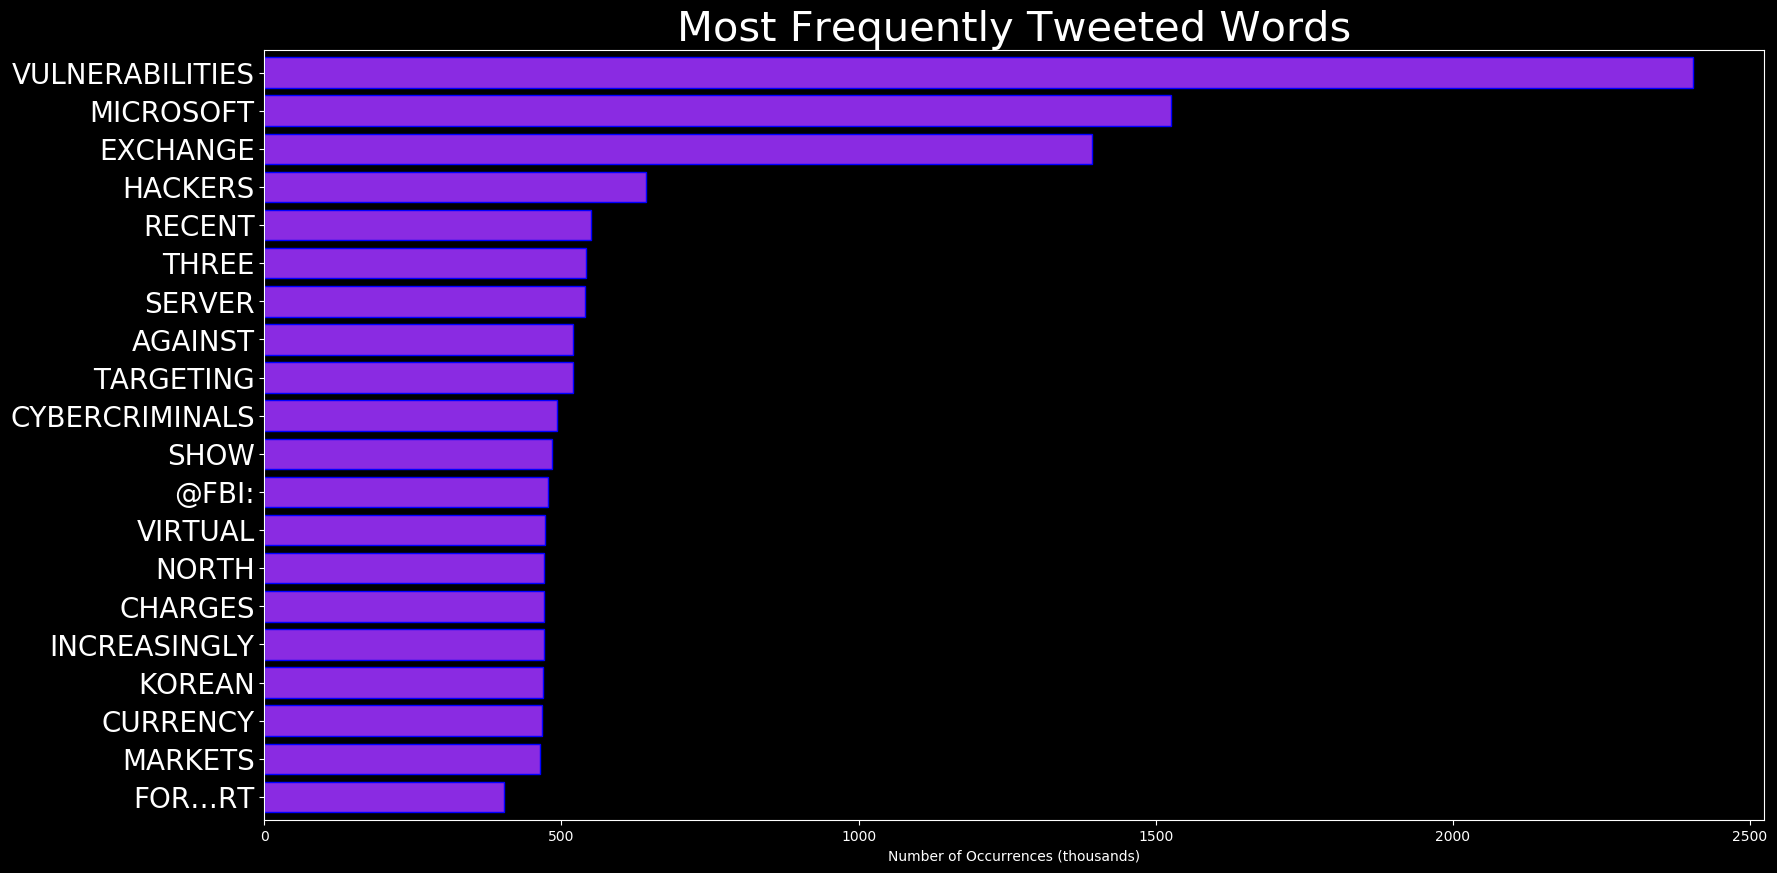 Most Frequently Tweeted Words
VULNERABILITIES
MICROSOFT
EXCHANGE
HACKERS
RECENT
THREE
SERVER
AGAINST
TARGETING
CYBERCRIMINALS
SHOW
@FBI:
VIRTUAL
NORTH
CHARGES
INCREASINGLY
KOREAN
CURRENCY
MARKETS
FOR…RT
0 500 1000 1500 2000 2500
Number of Occurrences (thousands)